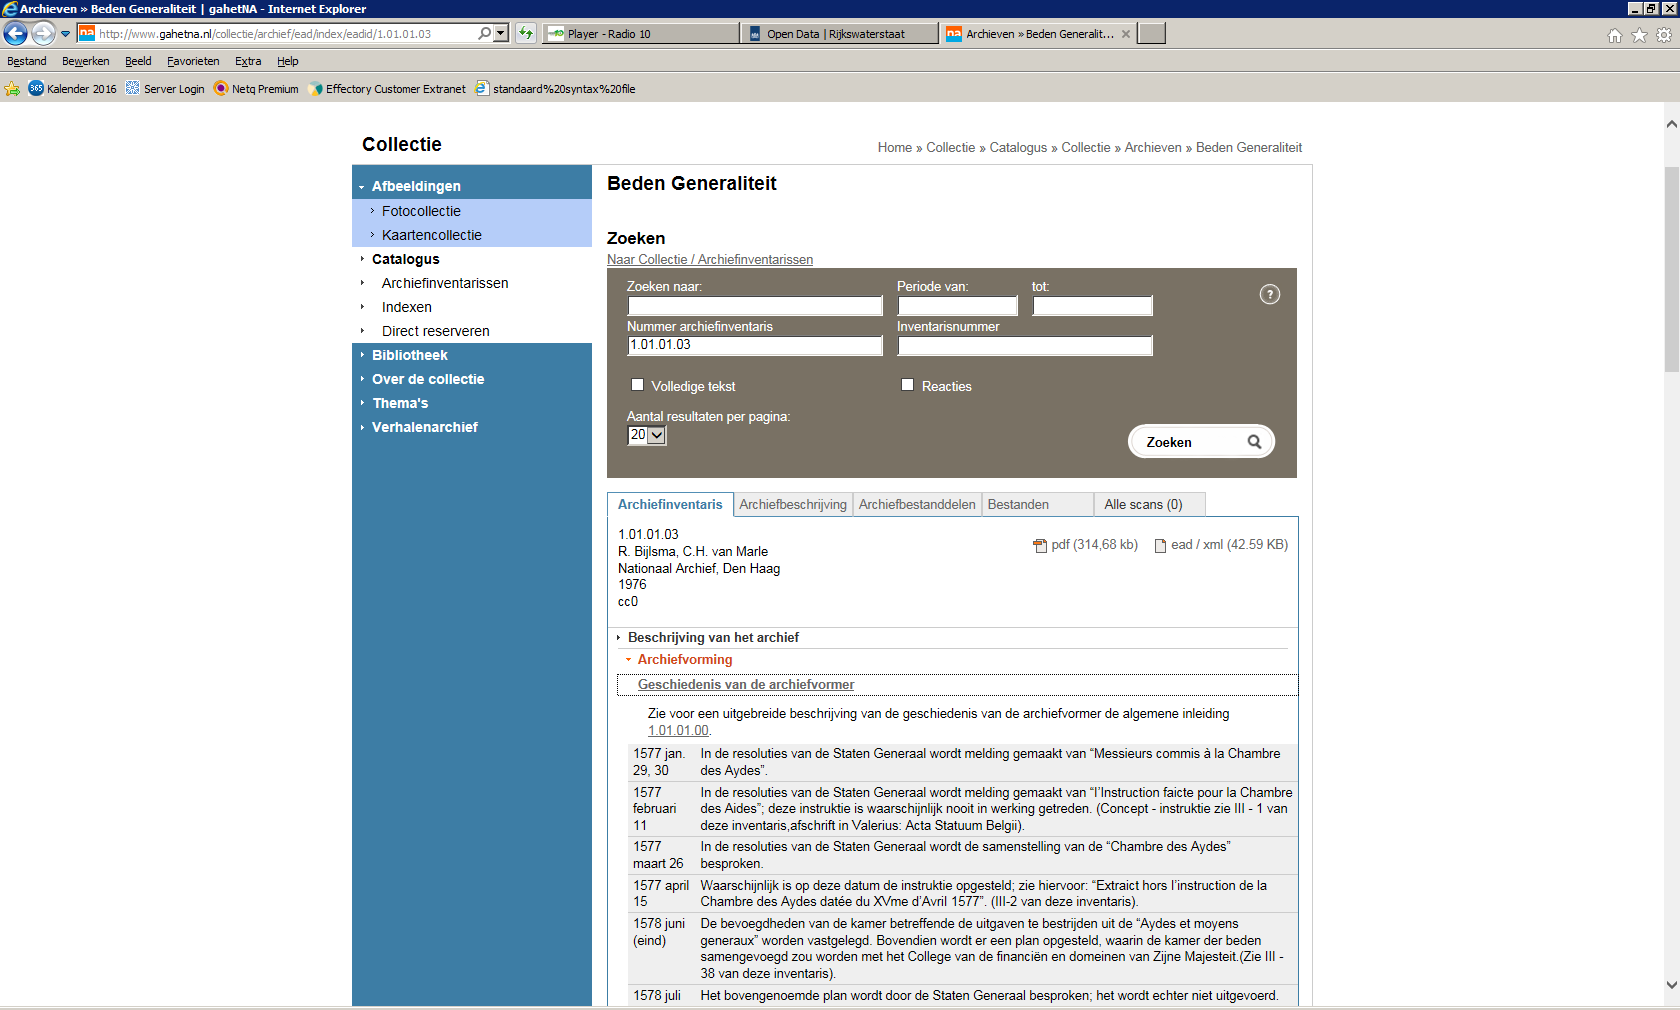 Archieven » Beden Generaliteit | gahetNA - Internet Explorer
http://www.gahetna.nl/collectie/archief/ead/index/eadid/1.01.01.03
Player - Radio 10
Open Data | Rijkswaterstaat
Archieven » Beden Generalit...
Bestand Bewerken Beeld Favorieten Extra Help
365 Kalender 2016 Server Login Netq Premium Effectory Customer Extranet standaard%20syntax%20file
Collectie
Home » Collectie » Catalogus » Collectie » Archieven » Beden Generaliteit
Afbeeldingen
Fotocollectie
Kaartencollectie
Catalogus
Archiefinventarissen
Indexen
Direct reserveren
Bibliotheek
Over de collectie
Thema's
Verhalenarchief
Beden Generaliteit
Zoeken
Naar Collectie / Archiefinventarissen
Zoeken naar: Periode van: tot:
?
Nummer archiefinventaris Inventarisnummer
1.01.01.03
Volledige tekst Reacties
Aantal resultaten per pagina:
20
Zoeken
Archiefinventaris Archiefbeschrijving Archiefbestanddelen Bestanden Alle scans (0)
1.01.01.03
R. Bijlsma, C.H. van Marle
Nationaal Archief, Den Haag
1976
cc0
pdf (314,68 kb) ead / xml (42.59 KB)
Beschrijving van het archief
Archiefvorming
Geschiedenis van de archiefvormer
Zie voor een uitgebreide beschrijving van de geschiedenis van de archiefvormer de algemene inleiding
1.01.01.00.
1577 jan. In de resoluties van de Staten Generaal wordt melding gemaakt van “Messieurs commis à la Chambre
29, 30 des Aydes”.
1577 In de resoluties van de Staten Generaal wordt melding gemaakt van “l’Instruction faicte pour la Chambre
februari des Aides”; deze instruktie is waarschijnlijk nooit in werking getreden. (Concept - instruktie zie III - 1 van
11 deze inventaris,afschrift in Valerius: Acta Statuum Belgii).
1577 In de resoluties van de Staten Generaal wordt de samenstelling van de “Chambre des Aydes”
maart 26 besproken.
1577 april Waarschijnlijk is op deze datum de instruktie opgesteld; zie hiervoor: “Extraict hors l’instruction de la
15 Chambre des Aydes datée du XVme d’Avril 1577”. (III-2 van deze inventaris).
1578 juni De bevoegdheden van de kamer betreffende de uitgaven te bestrijden uit de “Aydes et moyens
(eind) generaux” worden vastgelegd. Bovendien wordt er een plan opgesteld, waarin de kamer der beden
samengevoegd zou worden met het College van de financiën en domeinen van Zijne Majesteit.(Zie III -
38 van deze inventaris).
1578 juli Het bovengenoemde plan wordt door de Staten Generaal besproken; het wordt echter niet uitgevoerd.